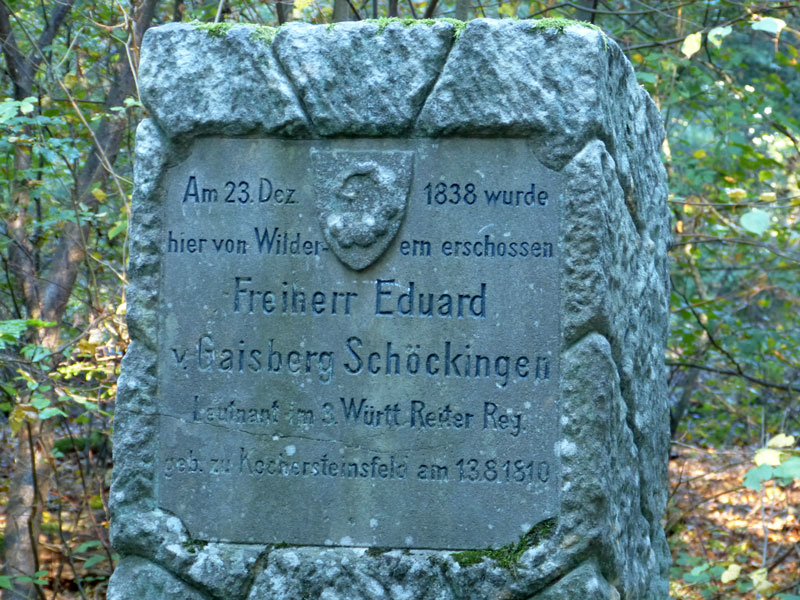 Am 23. Dez. 1838 wurde
hier von Wilder- ern erschossen
Freiherr Eduard
v. Gaisberg Schöckingen
Leutnant im 3. Württ Reiter Reg.
geb. zu Kochersteinsfeld am 13.8.1810